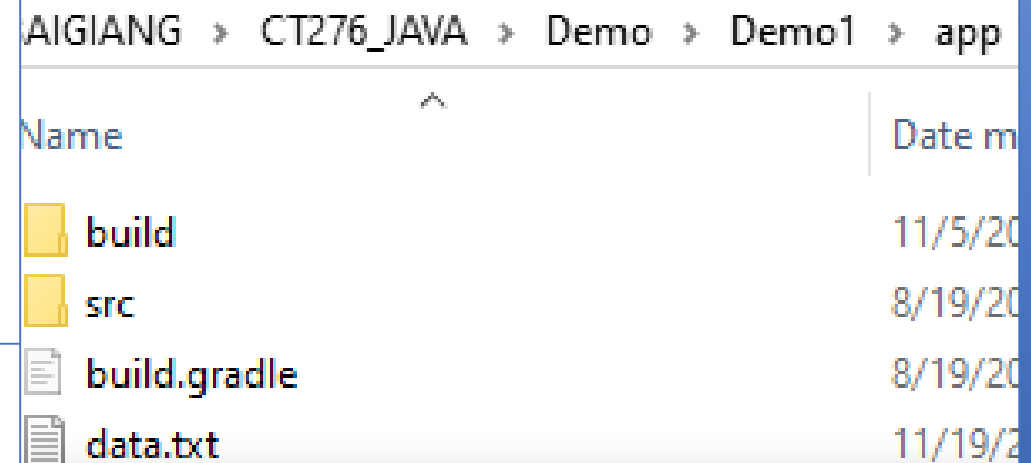 AIGIANG > CT276_JAVA > Demo > Demo1 > app
Name Date m
build 11/5/20
src 8/19/20
build.gradle 8/19/20
data.txt 11/19/2